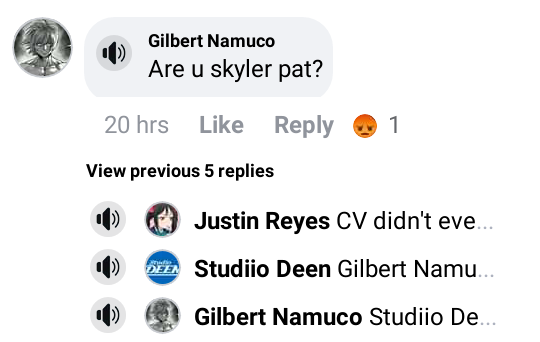 Gilbert Namuco
Are u skyler pat?
20 hrs Like Reply 1
View previous 5 replies
Justin Reyes CV didn't eve...
Studiio Deen Gilbert Namu...
Gilbert Namuco Studiio De...
Studio
DEEN